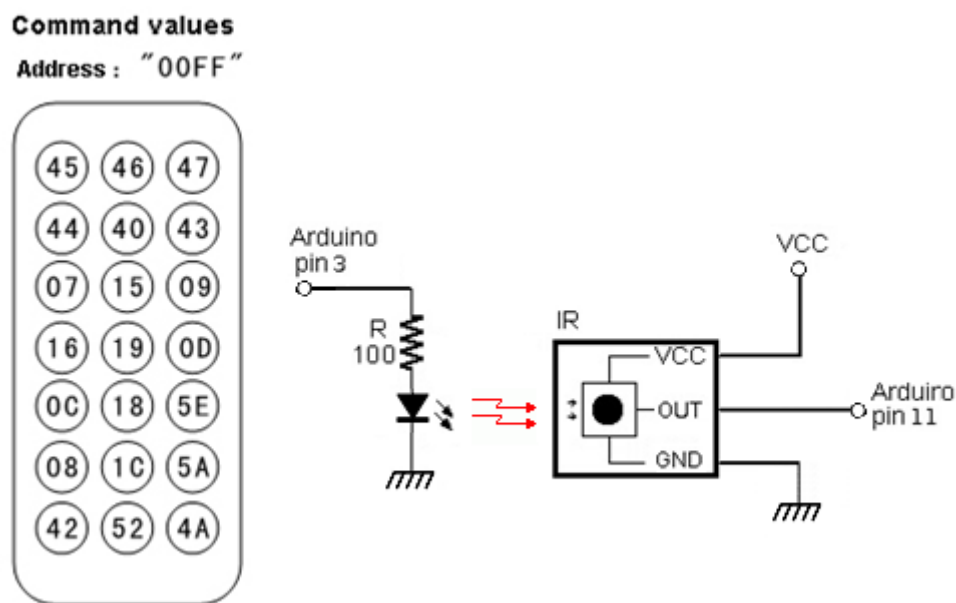 Command values
Address : "00FF"
45 46 47
44 40 43
07 15 09
16 19 0D
0C 18 5E
08 1C 5A
42 52 4A
Arduino
pin 3
R
100
IR
VCC
OUT
GND
VCC
Arduiro
pin 11